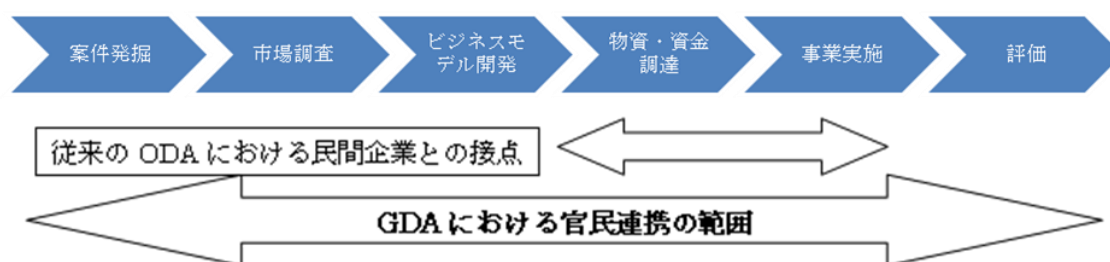 案件発掘
市場調査
ビジネスモ
デル開発
物資・資金
調達
事業実施
評価
従来の ODA における民間企業との接点
GDA における官民連携の範囲